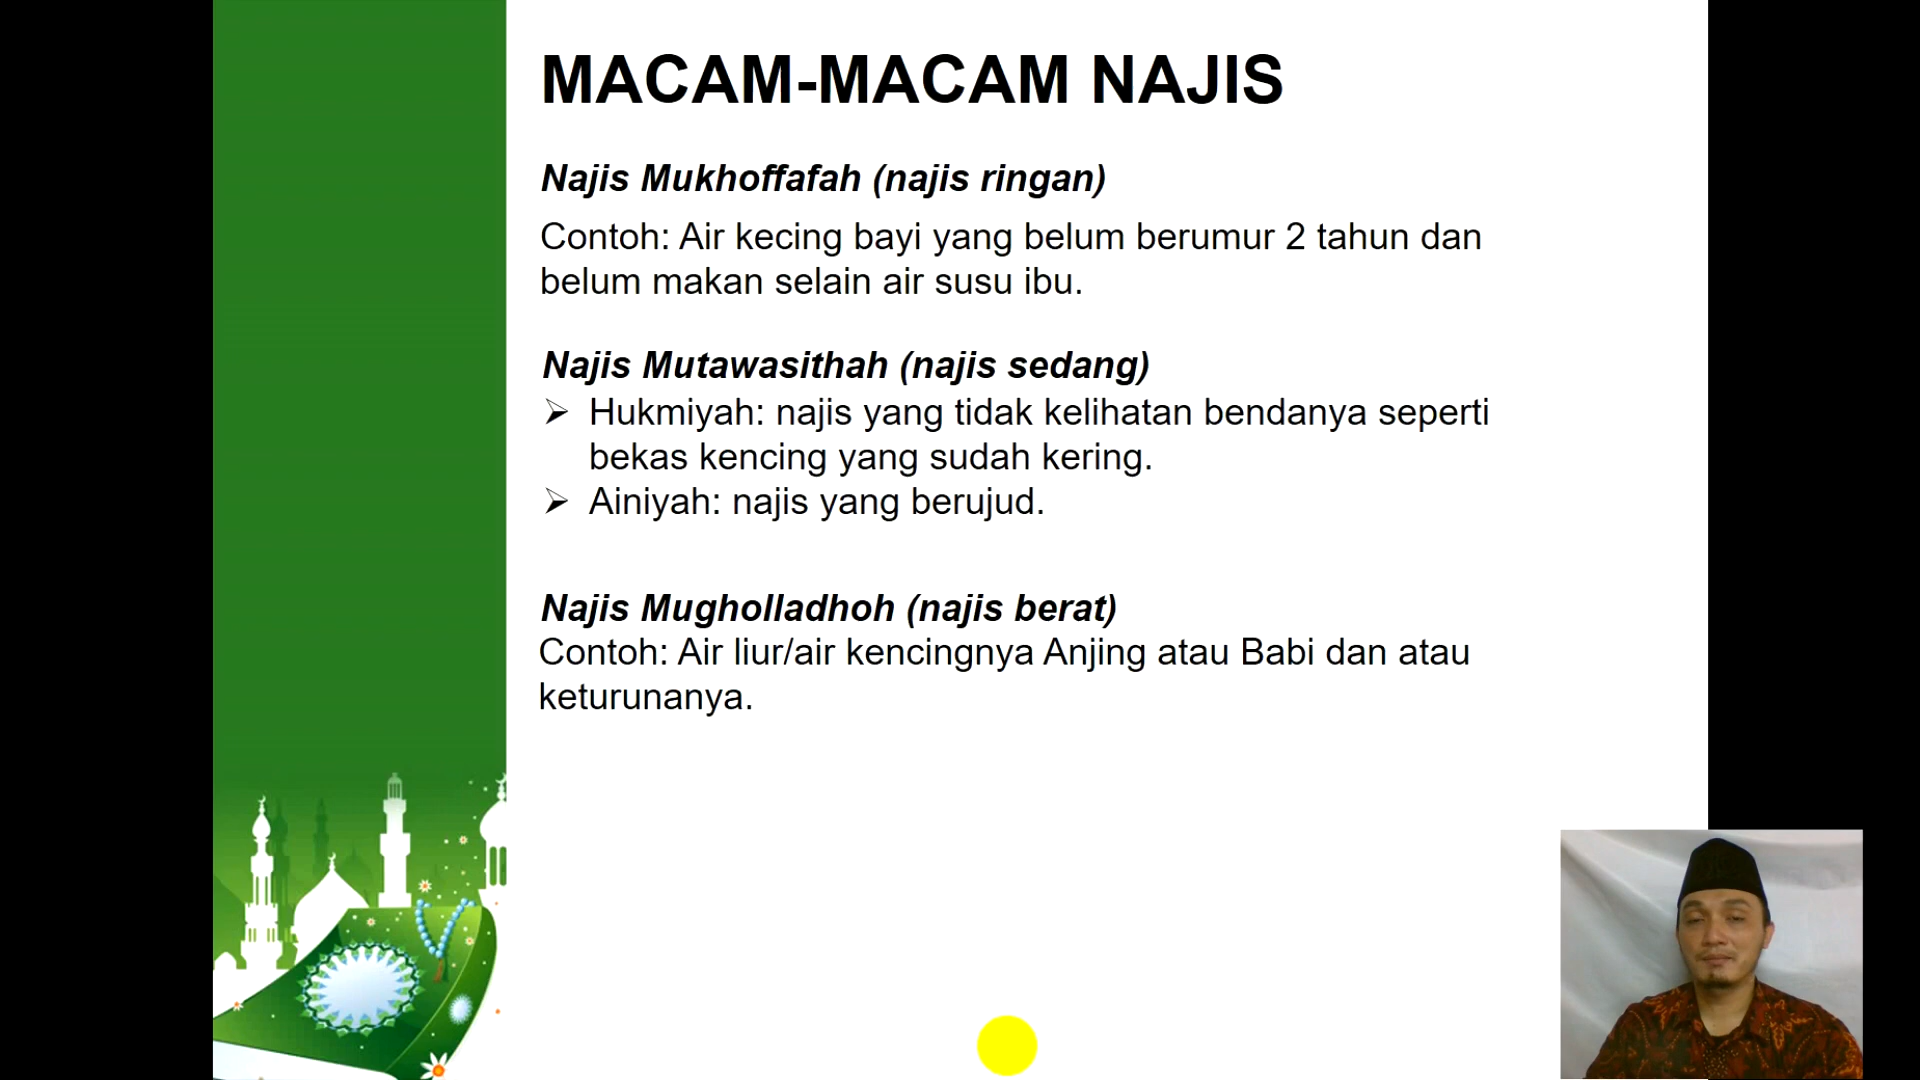 MACAM-MACAM NAJIS
Najis Mukhoffafah (najis ringan)
Contoh: Air kecing bayi yang belum berumur 2 tahun dan
belum makan selain air susu ibu.
Najis Mutawasithah (najis sedang)
➢ Hukmiyah: najis yang tidak kelihatan bendanya seperti
bekas kencing yang sudah kering.
➢ Ainiyah: najis yang berujud.
Najis Mugholladhoh (najis berat)
Contoh: Air liur/air kencingnya Anjing atau Babi dan atau
keturunanya.